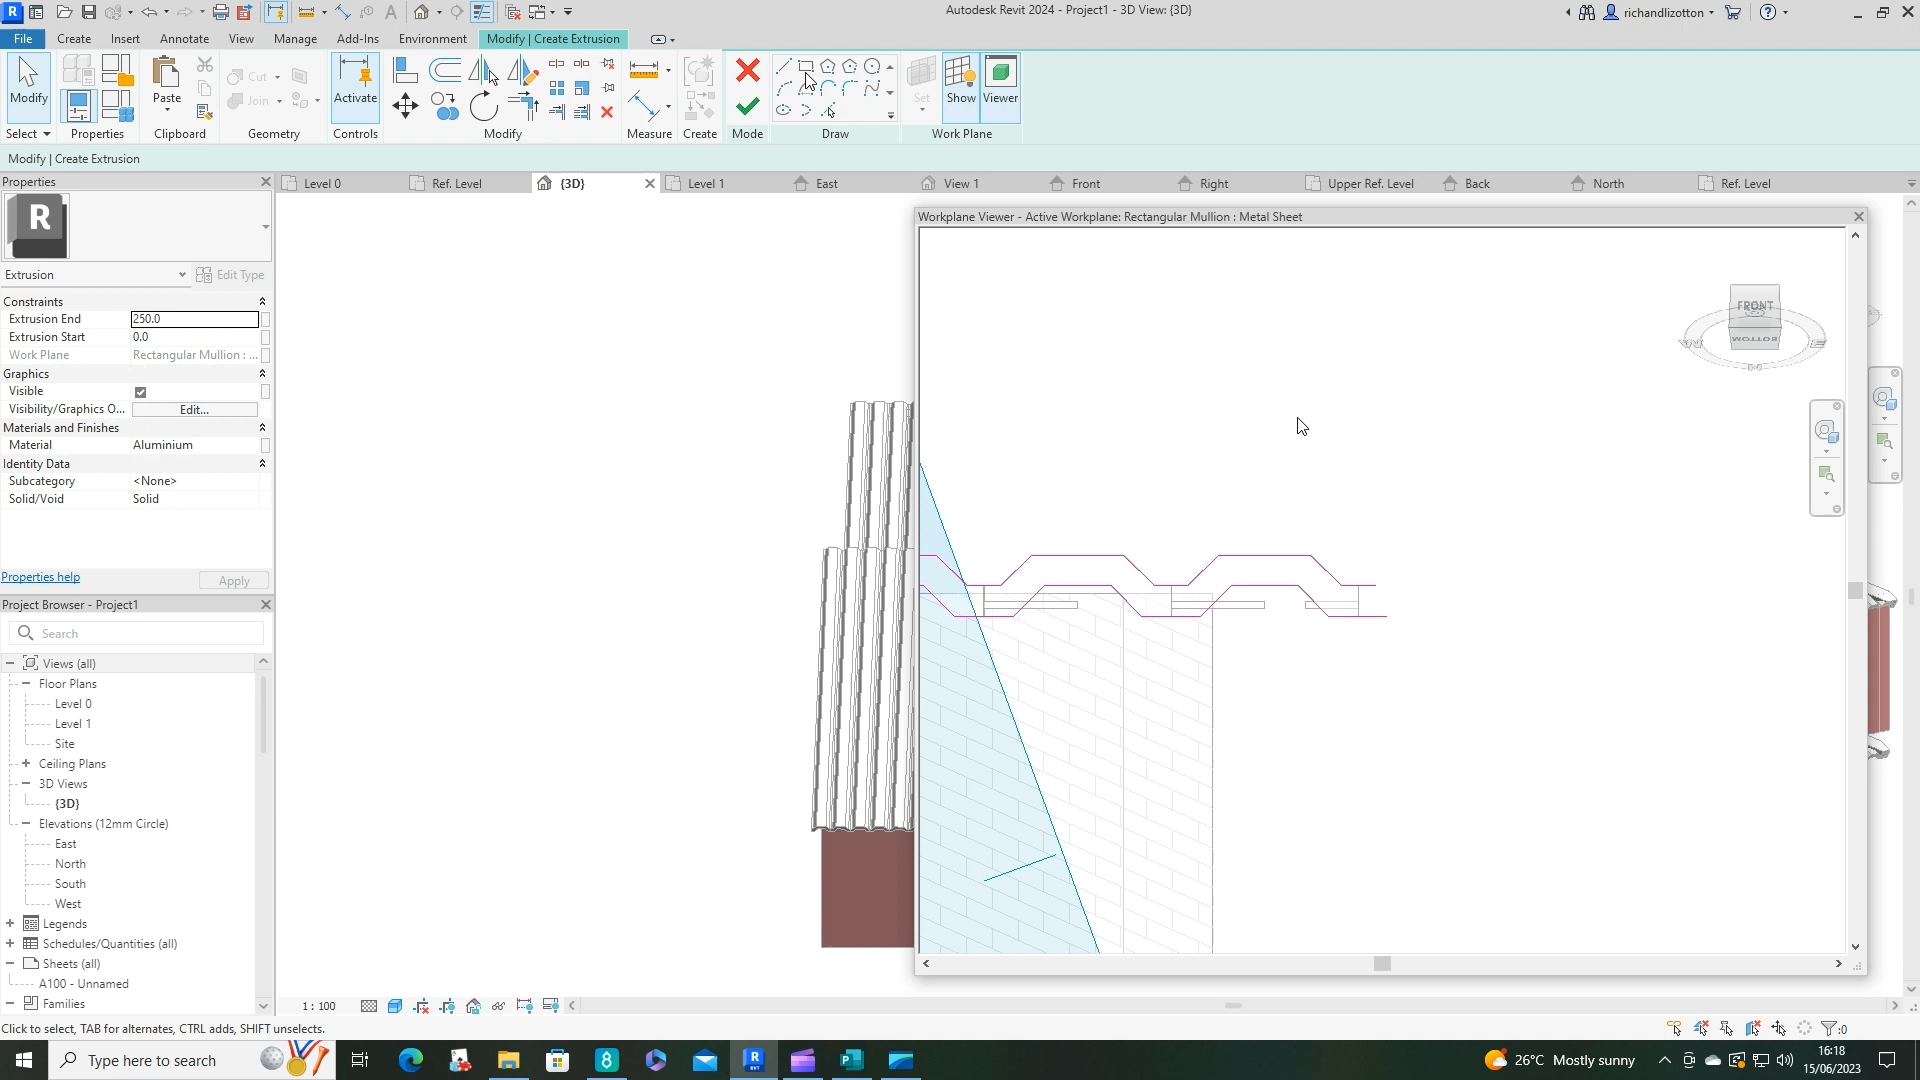 Autodesk Revit 2024 - Project1 - 3D View: {3D}
richandlizotton
File
Create
Insert
Annotate
View
Manage
Add-Ins
Environment
Modify | Create Extrusion
Modify
Paste
Cut
Join
Activate
Set
Show
Viewer
Select
Properties
Clipboard
Geometry
Controls
Modify
Measure
Create
Mode
Draw
Work Plane
Modify | Create Extrusion
Properties
Level 0
Ref. Level
{3D}
Level 1
East
View 1
Front
Right
Upper Ref. Level
Back
North
Ref. Level
R
Extrusion
Edit Type
Constraints
Extrusion End 250.0
Extrusion Start 0.0
Work Plane Rectangular Mullion : ...
Graphics
Visible
Visibility/Graphics O... Edit...
Materials and Finishes
Material Aluminium
Identity Data
Subcategory <None>
Solid/Void Solid
Properties help
Apply
Workplane Viewer - Active Workplane: Rectangular Mullion : Metal Sheet
FRONT
BOTTOM
W
E
Project Browser - Project1
Search
Views (all)
Floor Plans
Level 0
Level 1
Site
Ceiling Plans
3D Views
{3D}
Elevations (12mm Circle)
East
North
South
West
Legends
Schedules/Quantities (all)
Sheets (all)
A100 - Unnamed
Families
1 : 100
Click to select, TAB for alternates, CTRL adds, SHIFT unselects.
:0
Type here to search
26°C Mostly sunny
16:18
15/06/2023